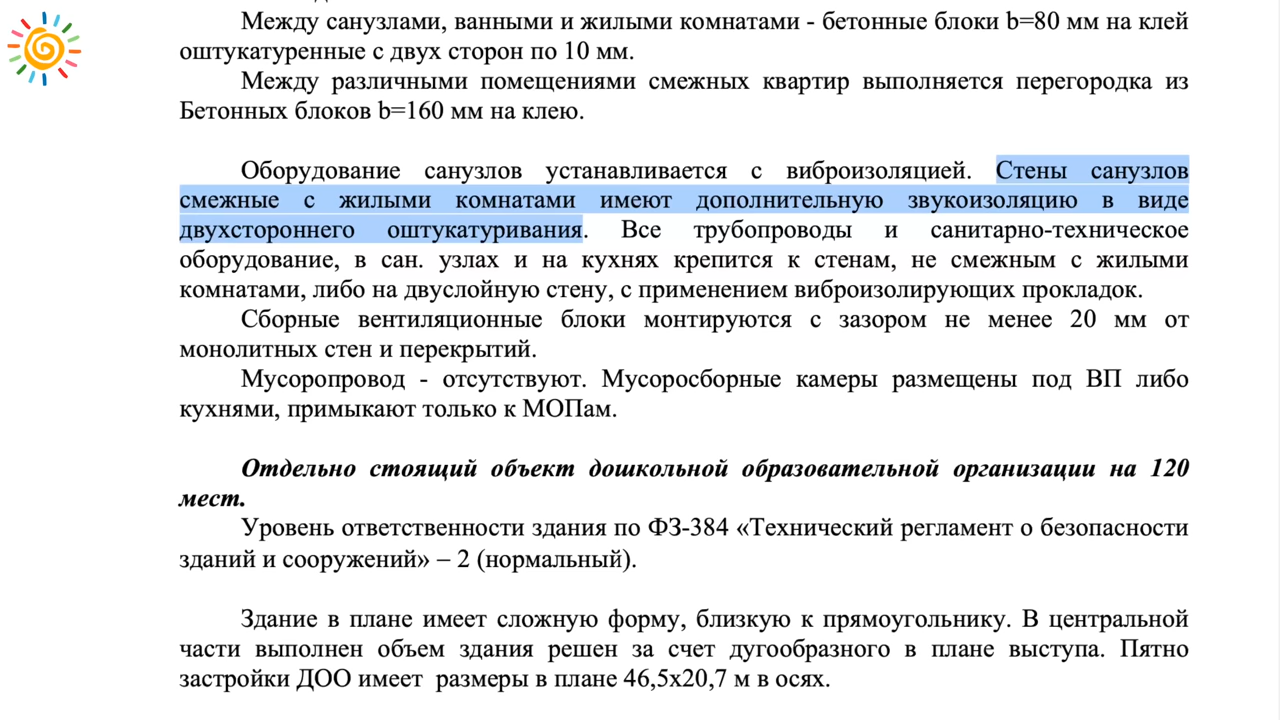 Между санузлами, ванными и жилыми комнатами - бетонные блоки b=80 мм на клей
оштукатуренные с двух сторон по 10 мм.
Между различными помещениями смежных квартир выполняется перегородка из
Бетонных блоков b=160 мм на клею.
Оборудование санузлов устанавливается с виброизоляцией. Стены санузлов
смежные с жилыми комнатами имеют дополнительную звукоизоляцию в виде
двухстороннего оштукатуривания. Все трубопроводы и санитарно-техническое
оборудование, в сан. узлах и на кухнях крепится к стенам, не смежным с жилыми
комнатами, либо на двуслойную стену, с применением виброизолирующих прокладок.
Сборные вентиляционные блоки монтируются с зазором не менее 20 мм от
монолитных стен и перекрытий.
Мусоропровод - отсутствуют. Мусоросборные камеры размещены под ВП либо
кухнями, примыкают только к МОПам.
Отдельно стоящий объект дошкольной образовательной организации на 120
мест.
Уровень ответственности здания по ФЗ-384 «Технический регламент о безопасности
зданий и сооружений» – 2 (нормальный).
Здание в плане имеет сложную форму, близкую к прямоугольнику. В центральной
части выполнен объем здания решен за счет дугообразного в плане выступа. Пятно
застройки ДОО имеет размеры в плане 46,5х20,7 м в осях.